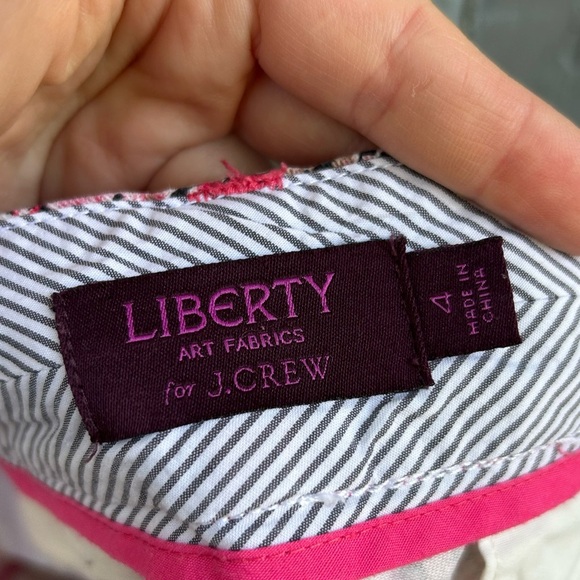 LIBERTY
ART FABRICS
for J.CREW
4
MADE IN
CHINA